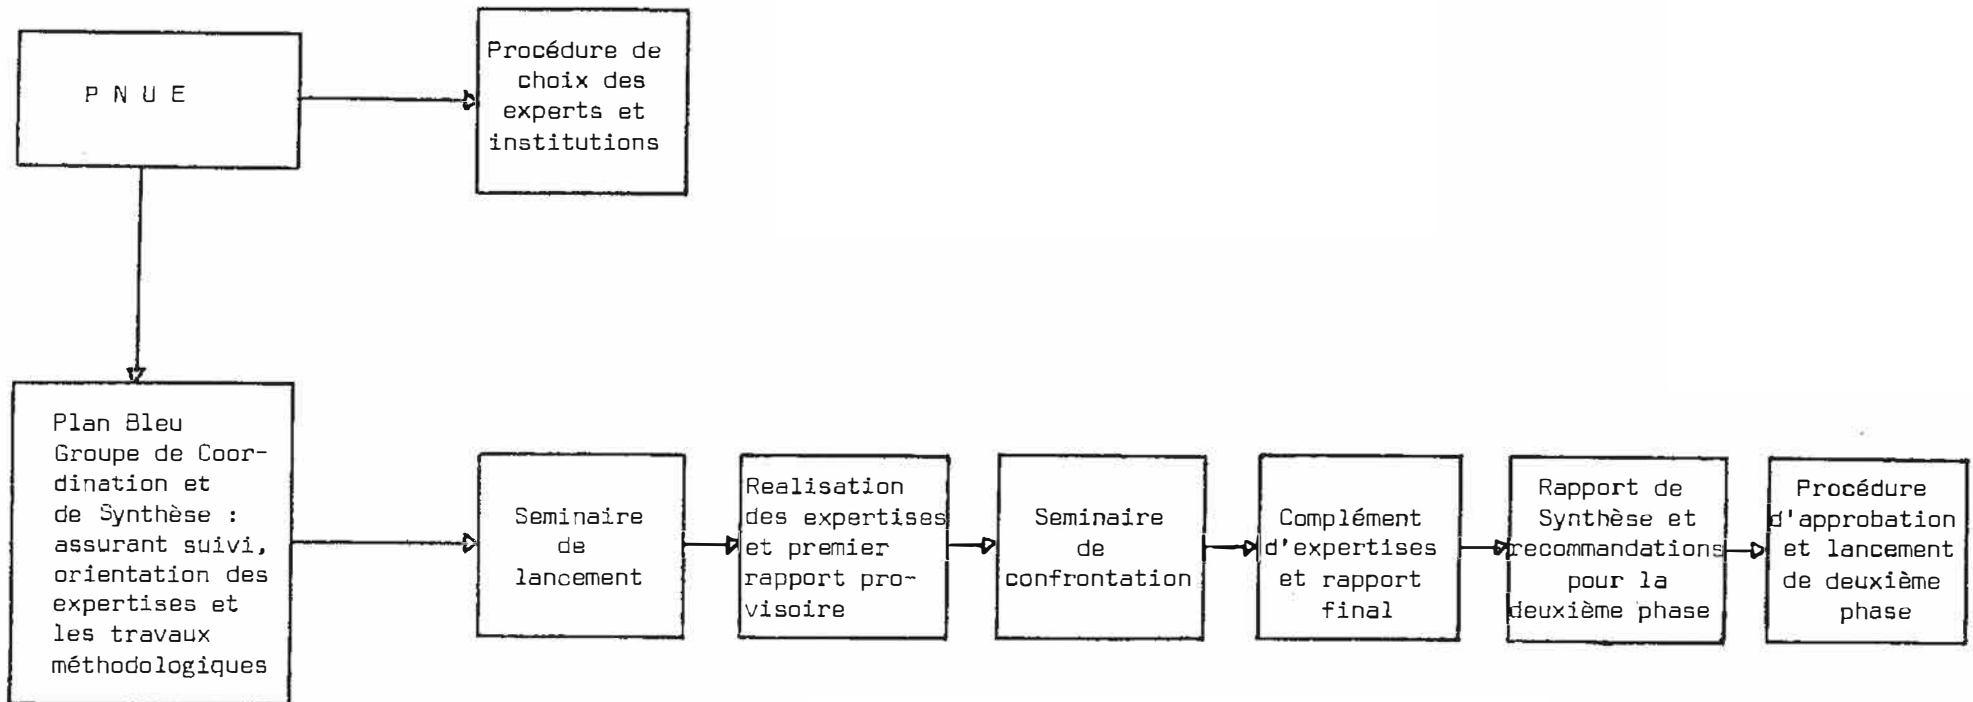 P N U E
Procédure de
choix des
experts et
institutions
Plan Bleu
Groupe de Coor-
dination et
de Synthèse :
assurant suivi,
orientation des
expertises et
les travaux
méthodologiques
Seminaire
de
lancement
Realisation
des expertises
et premier
rapport pro-
visoire
Seminaire
de
confrontation
Complément
d'expertises
et rapport
final
Rapport de
Synthèse et
recommandations
pour la
deuxième phase
Procédure
d'approbation
et lancement
de deuxième
phase